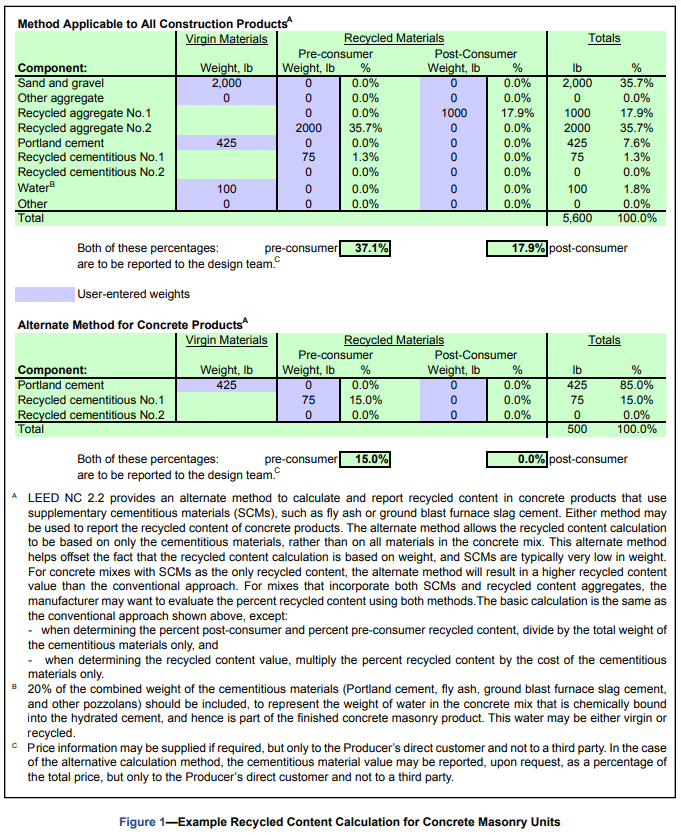 Method Applicable to All Construction ProductsA
Virgin Materials Recycled Materials Totals
Pre-consumer Post-Consumer
Component: Weight, lb Weight, lb % Weight, lb % lb %
Sand and gravel 2,000 0 0.0% 0 0.0% 2,000 35.7%
Other aggregate 0 0 0.0% 0 0.0% 0 0.0%
Recycled aggregate No.1 0 0.0% 1000 17.9% 1000 17.9%
Recycled aggregate No.2 2000 35.7% 0 0.0% 2000 35.7%
Portland cement 425 0 0.0% 0 0.0% 425 7.6%
Recycled cementitious No.1 75 1.3% 0 0.0% 75 1.3%
Recycled cementitious No.2 0 0.0% 0 0.0% 0 0.0%
WaterB 100 0 0.0% 0 0.0% 100 1.8%
Other 0 0 0.0% 0 0.0% 0 0.0%
Total 5,600 100.0%
Both of these percentages: pre-consumer 37.1% 17.9% post-consumer
are to be reported to the design team.C
User-entered weights
Alternate Method for Concrete ProductsA
Virgin Materials Recycled Materials Totals
Pre-consumer Post-Consumer
Component: Weight, lb Weight, lb % Weight, lb % lb %
Portland cement 425 0 0.0% 0 0.0% 425 85.0%
Recycled cementitious No.1 75 15.0% 0 0.0% 75 15.0%
Recycled cementitious No.2 0 0.0% 0 0.0% 0 0.0%
Total 500 100.0%
Both of these percentages: pre-consumer 15.0% 0.0% post-consumer
are to be reported to the design team.C
A LEED NC 2.2 provides an alternate method to calculate and report recycled content in concrete products that use
supplementary cementitious materials (SCMs), such as fly ash or ground blast furnace slag cement. Either method may
be used to report the recycled content of concrete products. The alternate method allows the recycled content calculation
to be based on only the cementitious materials, rather than on all materials in the concrete mix. This alternate method
helps offset the fact that the recycled content calculation is based on weight, and SCMs are typically very low in weight.
For concrete mixes with SCMs as the only recycled content, the alternate method will result in a higher recycled content
value than the conventional approach. For mixes that incorporate both SCMs and recycled content aggregates, the
manufacturer may want to evaluate the percent recycled content using both methods.The basic calculation is the same as
the conventional approach shown above, except:
- when determining the percent post-consumer and percent pre-consumer recycled content, divide by the total weight of
the cementitious materials only, and
- when determining the recycled content value, multiply the percent recycled content by the cost of the cementitious
materials only.
B 20% of the combined weight of the cementitious materials (Portland cement, fly ash, ground blast furnace slag cement,
and other pozzolans) should be included, to represent the weight of water in the concrete mix that is chemically bound
into the hydrated cement, and hence is part of the finished concrete masonry product. This water may be either virgin or
recycled.
C Price information may be supplied if required, but only to the Producer's direct customer and not to a third party. In the case
of the alternative calculation method, the cementitious material value may be reported, upon request, as a percentage of
the total price, but only to the Producer's direct customer and not to a third party.
Figure 1—Example Recycled Content Calculation for Concrete Masonry Units